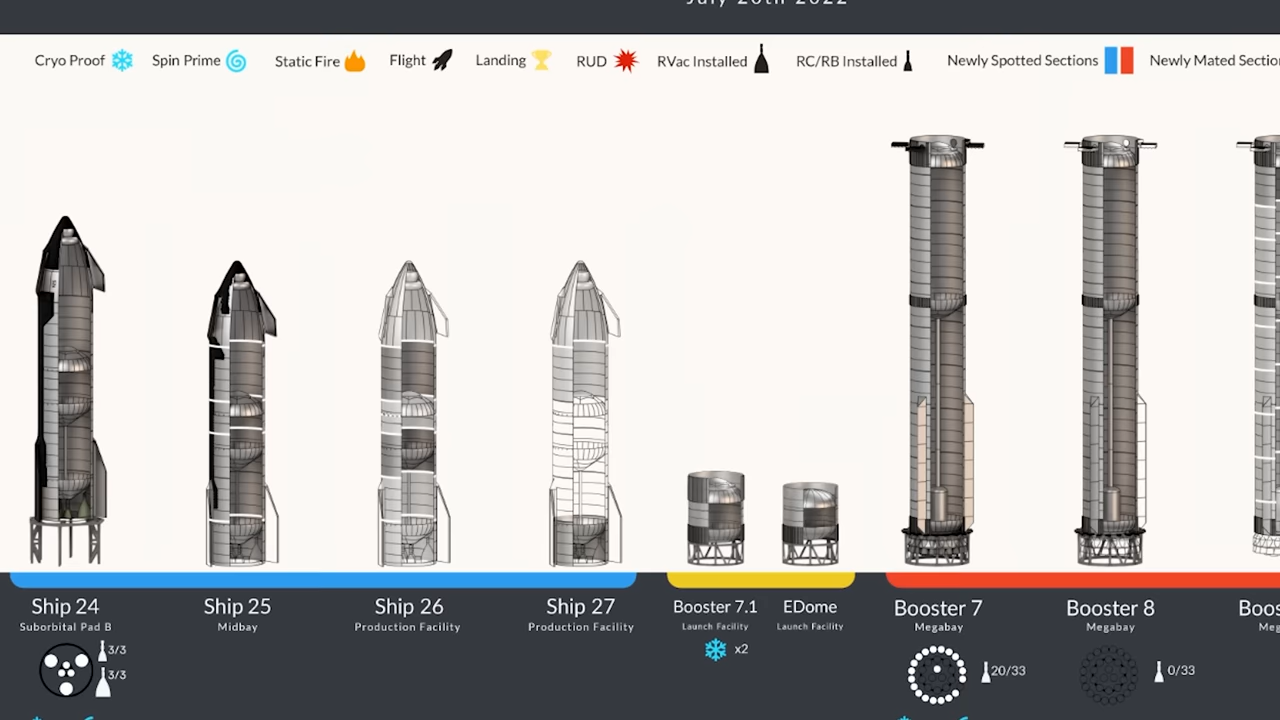 July 20th 2022
Cryo Proof Spin Prime Static Fire Flight Landing RUD RVac Installed RC/RB Installed Newly Spotted Sections Newly Mated
Ship 24
Suborbital Pad B
3/3
3/3
Ship 25
Midbay
Ship 26
Production Facility
Ship 27
Production Facility
Booster 7.1
Launch Facility
x2
EDome
Launch Facility
Booster 7
Megabay
20/33
Booster 8
Megabay
0/33